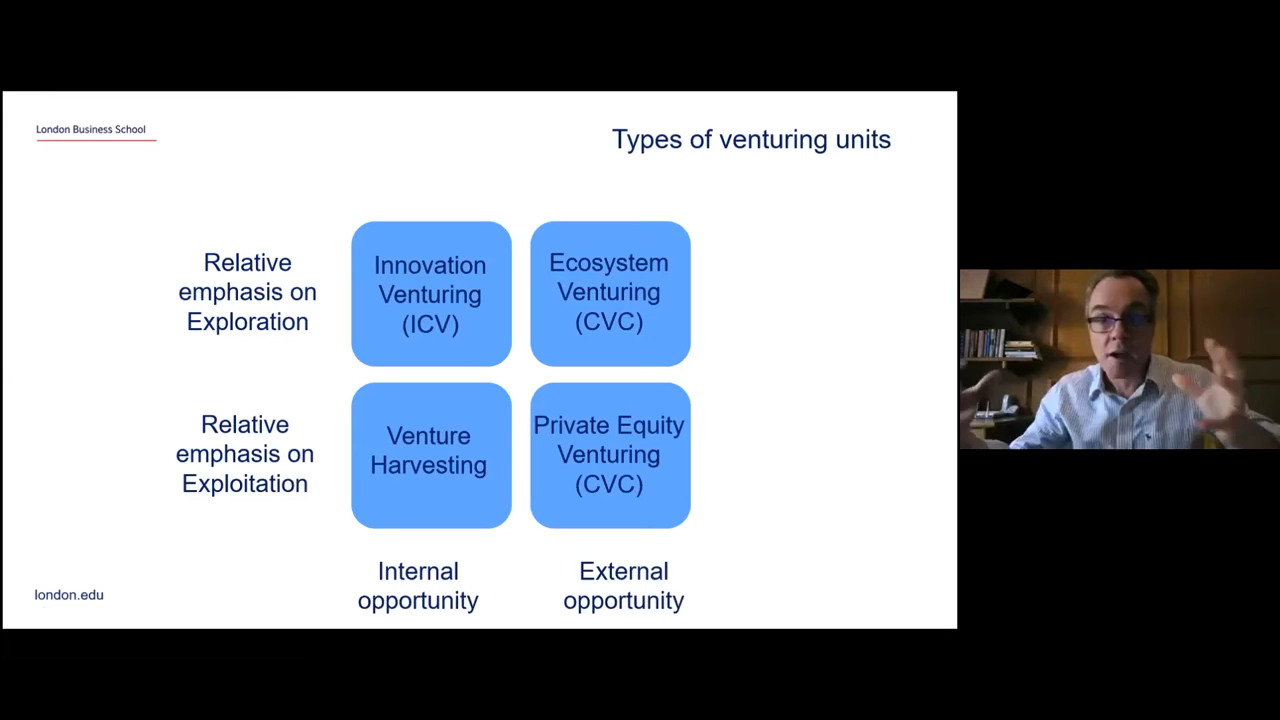 London Business School
Types of venturing units
Relative
emphasis on
Exploration
Innovation
Venturing
(ICV)
Ecosystem
Venturing
(CVC)
Relative
emphasis on
Exploitation
Venture
Harvesting
Private Equity
Venturing
(CVC)
Internal
opportunity
External
opportunity
london.edu